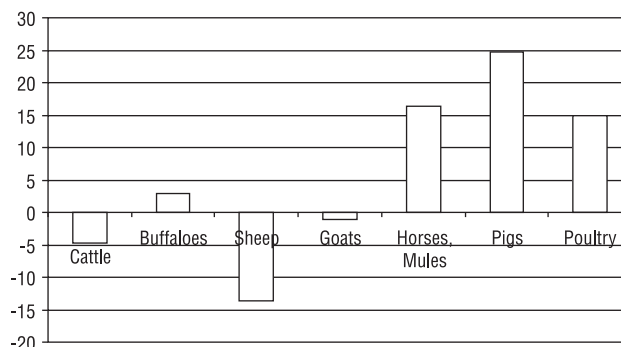 30
25
20
15
10
5
0
-5
-10
-15
-20
Cattle
Buffaloes
Sheep
Goats
Horses,
Mules
Pigs
Poultry